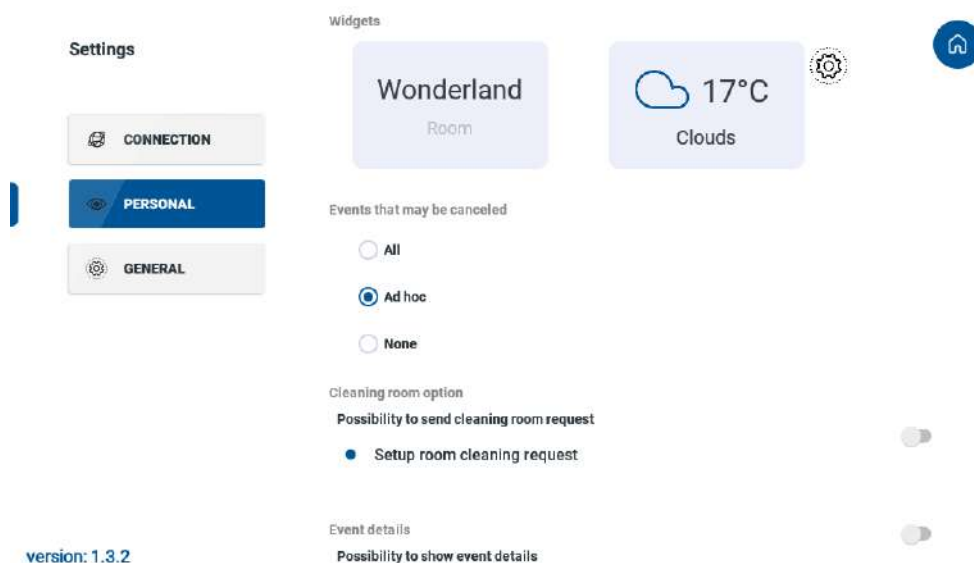 Widgets
Settings
Wonderland
Room
17°C
Clouds
CONNECTION
PERSONAL
GENERAL
Events that may be canceled
All
Ad hoc
None
Cleaning room option
Possibility to send cleaning room request
Setup room cleaning request
Event details
Possibility to show event details
version: 1.3.2